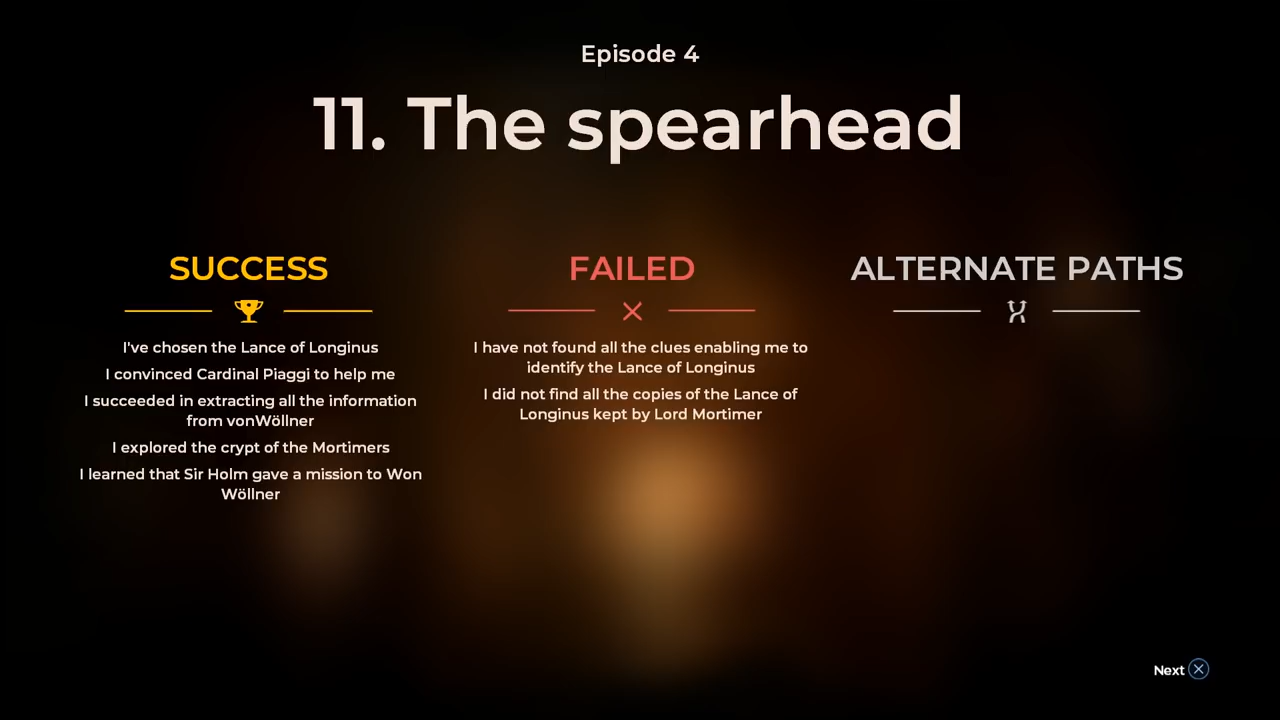 Episode 4
11. The spearhead
SUCCESS
I've chosen the Lance of Longinus
I convinced Cardinal Piaggi to help me
I succeeded in extracting all the information
from vonWöllner
I explored the crypt of the Mortimers
I learned that Sir Holm gave a mission to Won
Wöllner
FAILED
I have not found all the clues enabling me to
identify the Lance of Longinus
I did not find all the copies of the Lance of
Longinus kept by Lord Mortimer
ALTERNATE PATHS
Next